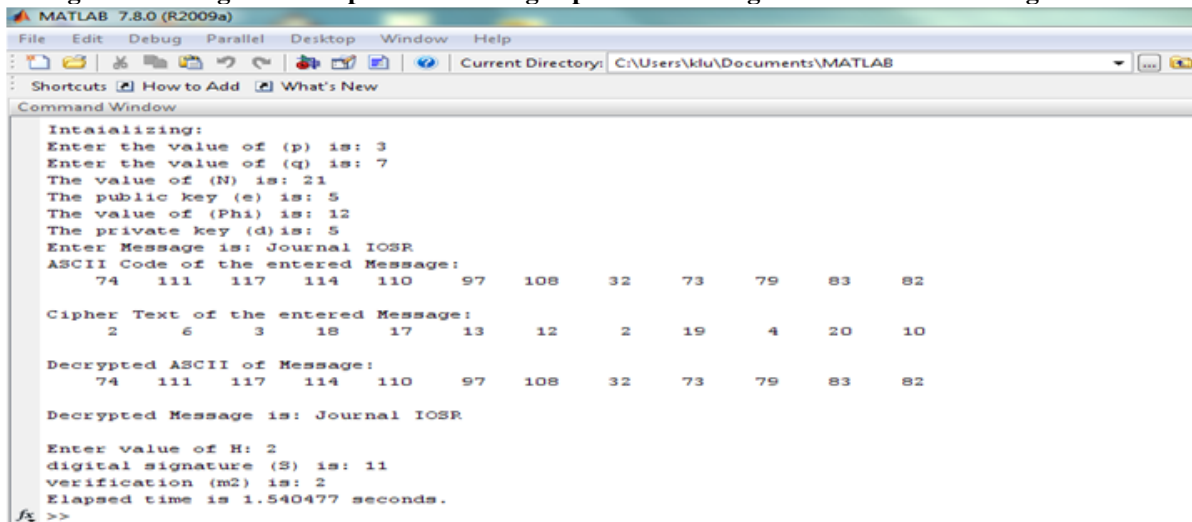 MATLAB 7.8.0 (R2009a)
File Edit Debug Parallel Desktop Window Help
Current Directory: C:\Users\klu\Documents\MATLAB
Shortcuts How to Add What's New
Command Window
Intaializing:
Enter the value of (p) is: 3
Enter the value of (q) is: 7
The value of (N) is: 21
The public key (e) is: 5
The value of (Phi) is: 12
The private key (d)is: 5
Enter Message is: Journal IOSR
ASCII Code of the entered Message:
74 111 117 114 110 97 108 32 73 79 83 82
Cipher Text of the entered Message:
2 6 3 18 17 13 12 2 19 4 20 10
Decrypted ASCII of Message:
74 111 117 114 110 97 108 32 73 79 83 82
Decrypted Message is: Journal IOSR
Enter value of H: 2
digital signature (S) is: 11
verification (m2) is: 2
Elapsed time is 1.540477 seconds.
fx >>